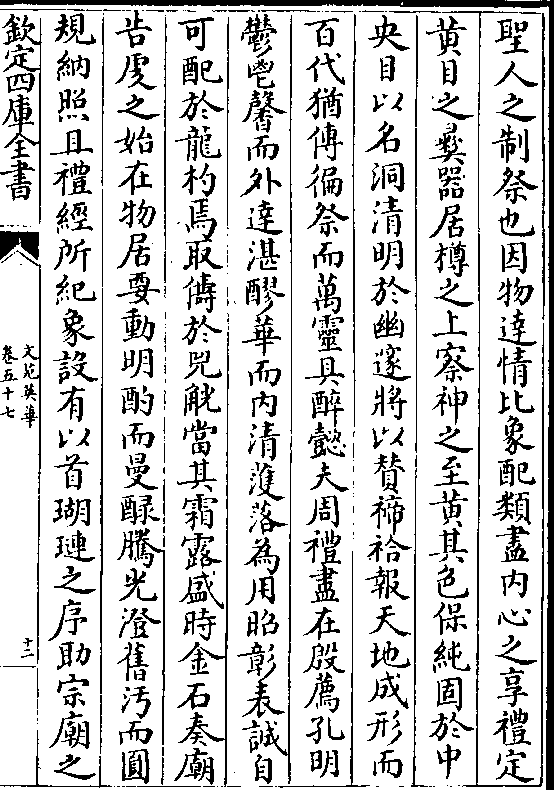 聖人之制祭也因物達情比象配類盡内心之享禮定
黄目之彛器居樽之上察神之至黄其色保純固於中
央目以名洞清明於幽邃將以賛禘祫報天地成形而
百代猶傳徧祭而萬靈具醉懿夫周禮盡在殷薦孔明
鬱鬯馨而外達湛醪華而内清濩落為用昭彰表誠自
可配於龍杓焉取儔於兕觥當其霜露盛時金石奏廟
告䖍之始在物居要動明酌而曼醁騰光澄舊汚而圓
規納照且禮經所紀象設有以首瑚璉之序助宗廟之
欽定四庫全書
文苑英華
卷五十七
十二